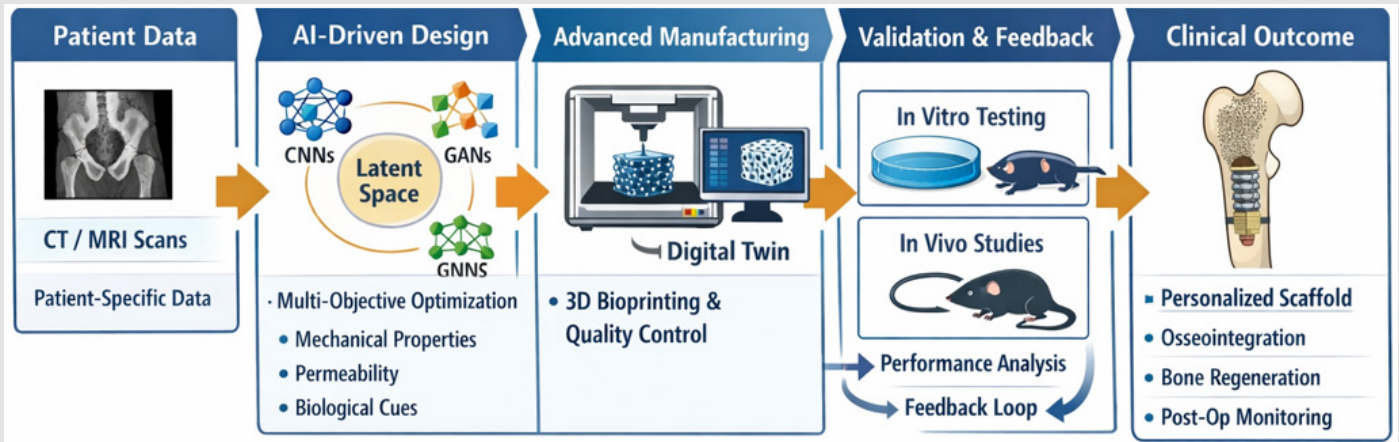 Patient Data
CT / MRI Scans
Patient-Specific Data
AI-Driven Design
CNNs
GANs
Latent
Space
GNNS
· Multi-Objective Optimization
• Mechanical Properties
• Permeability
• Biological Cues
Advanced Manufacturing
Digital Twin
• 3D Bioprinting &
Quality Control
Validation & Feedback
In Vitro Testing
In Vivo Studies
Performance Analysis
Feedback Loop
Clinical Outcome
▪ Personalized Scaffold
• Osseointegration
• Bone Regeneration
• Post-Op Monitoring